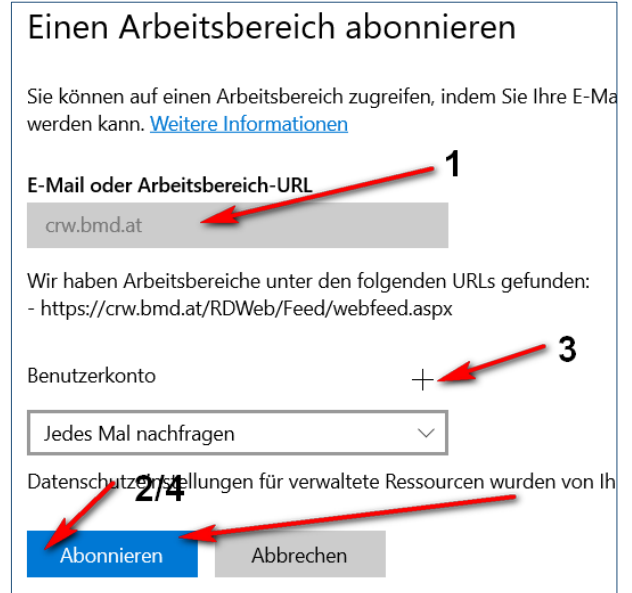 Einen Arbeitsbereich abonnieren
Sie können auf einen Arbeitsbereich zugreifen, indem Sie Ihre E-Ma
werden kann. Weitere Informationen
1
E-Mail oder Arbeitsbereich-URL
crw.bmd.at
Wir haben Arbeitsbereiche unter den folgenden URLs gefunden:
- https://crw.bmd.at/RDWeb/Feed/webfeed.aspx
3
Benutzerkonto +
Jedes Mal nachfragen
Datenschutzeinstellungen für verwaltete Ressourcen wurden von Ih
2/4
Abonnieren Abbrechen